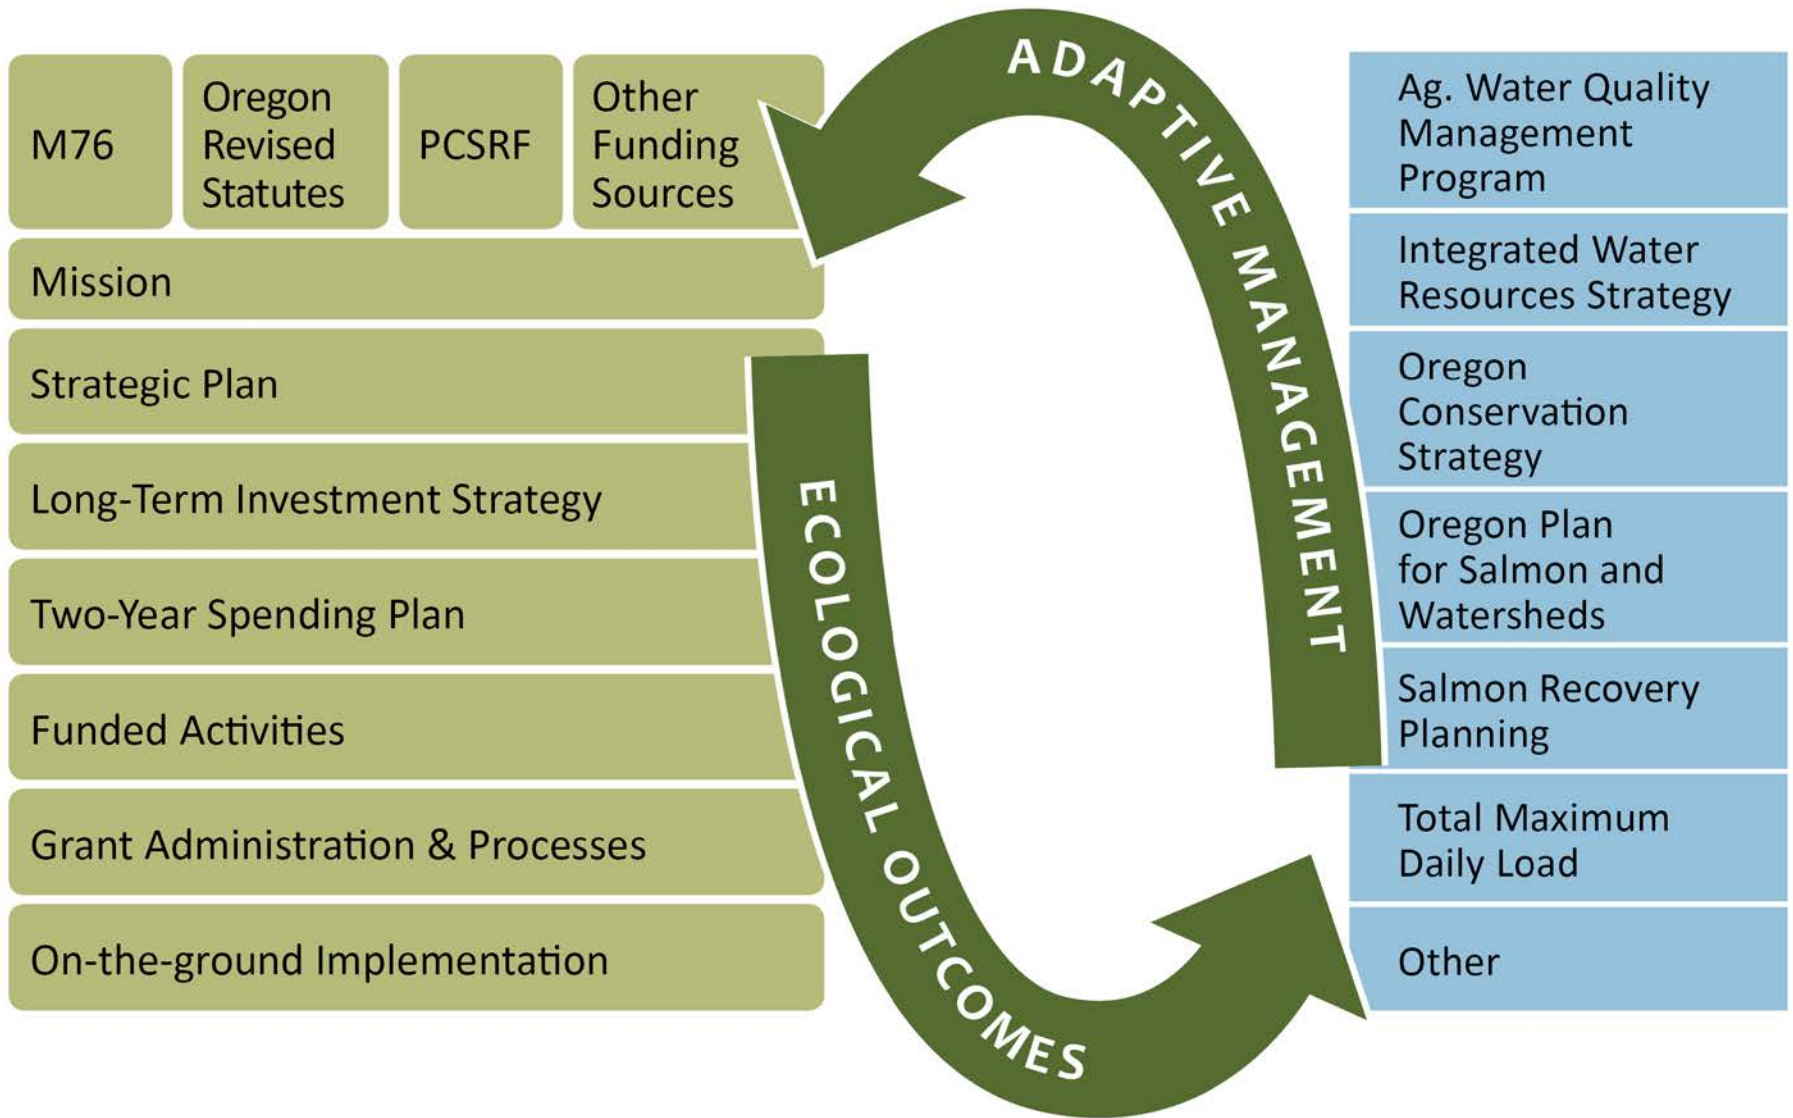 M76
Oregon
Revised
Statutes
PCSRF
Other
Funding
Sources
Mission
Strategic Plan
Long-Term Investment Strategy
Two-Year Spending Plan
Funded Activities
Grant Administration & Processes
On-the-ground Implementation
ADAPTIVE MANAGEMENT
ECOLOGICAL OUTCOMES
Ag. Water Quality
Management
Program
Integrated Water
Resources Strategy
Oregon
Conservation
Strategy
Oregon Plan
for Salmon and
Watersheds
Salmon Recovery
Planning
Total Maximum
Daily Load
Other